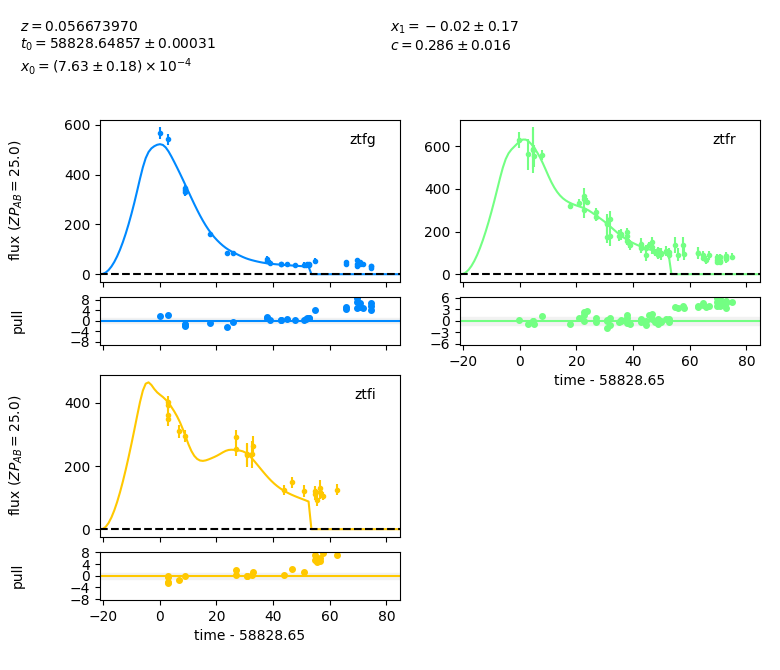 z = 0.056673970
t₀ = 58828.64857 ± 0.00031
x₀ = (7.63 ± 0.18) × 10⁻⁴
x₁ = −0.02 ± 0.17
c = 0.286 ± 0.016
flux (ZP_AB = 25.0)
600
400
200
0
ztfg
pull
8
4
0
−4
−8
600
400
200
0
ztfr
6
3
0
−3
−6
−20 0 20 40 60 80
time - 58828.65
flux (ZP_AB = 25.0)
400
200
0
ztfi
pull
8
4
0
−4
−8
−20 0 20 40 60 80
time - 58828.65